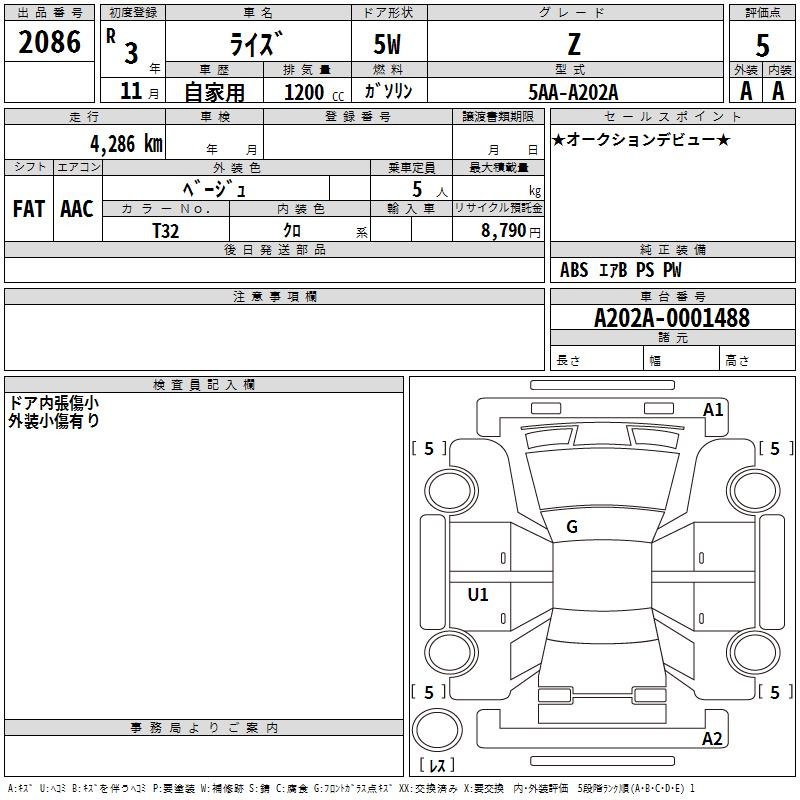 出品番号
2086
初度登録
R 3 年
11 月
車名
ライズ
ドア形状
5W
グレード
Z
評価点
5
車歴
自家用
排気量
1200 CC
燃料
ガソリン
型式
5AA-A202A
外装 内装
A A
走行
4,286 km
車検
年 月
登録番号
譲渡書類期限
月 日
セールスポイント
★オークションデビュー★
シフト
FAT
エアコン
AAC
外装色
ベージュ
乗車定員
5 人
最大積載量
kg
カラーNo.
T32
内装色
クロ 系
輸入車
リサイクル預託金
8,790 円
後日発送部品
純正装備
ABS エアB PS PW
注意事項欄
車台番号
A202A-0001488
諸元
長さ 幅 高さ
検査員記入欄
ドア内張傷小
外装小傷有り
A1
[ 5 ] [ 5 ]
G
U1
[ 5 ] [ 5 ]
A2
[ レス ]
事務局よりご案内
A:キズ U:ヘコミ B:キズを伴うヘコミ P:要塗装 W:補修跡 S:錆 C:腐食 G:フロントガラス点キズ XX:交換済み X:要交換 内・外装評価 5段階ランク順(A・B・C・D・E) 1